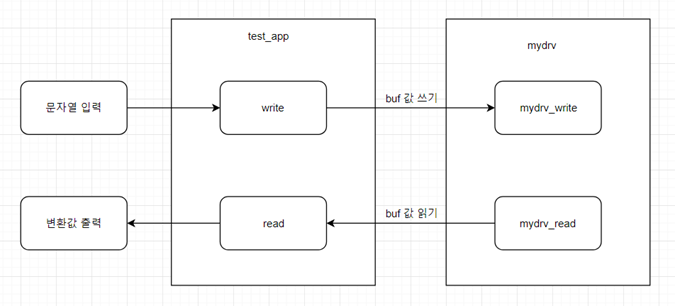 test_app
mydrv
문자열 입력
write
buf 값 쓰기
mydrv_write
변환값 출력
read
buf 값 읽기
mydrv_read